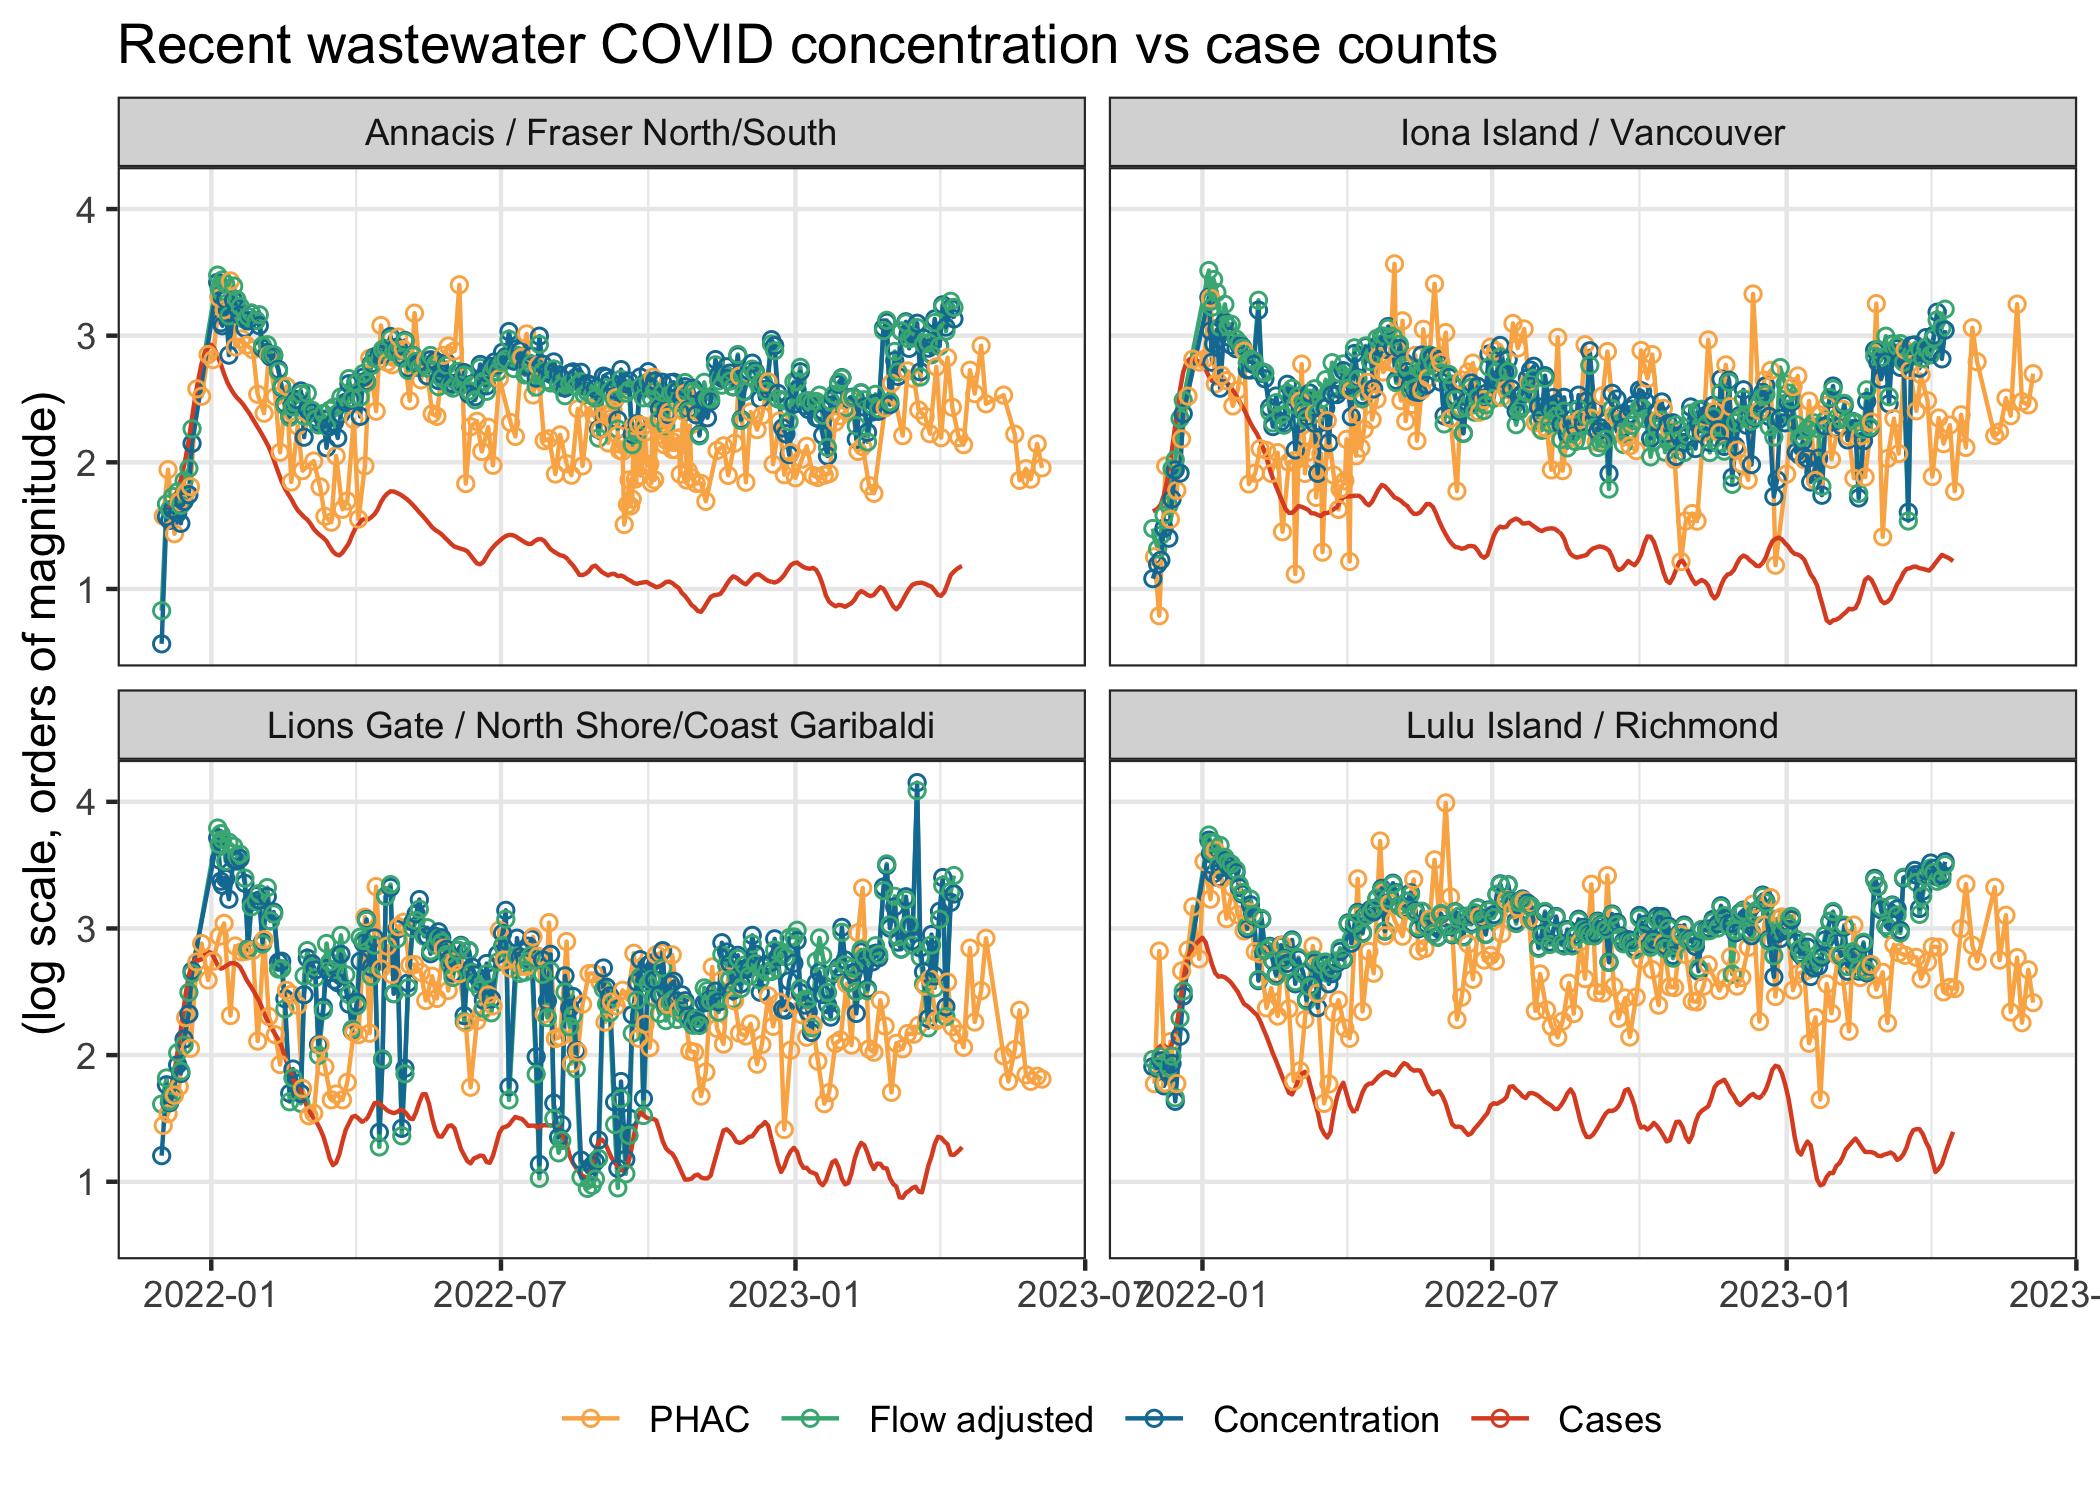 Recent wastewater COVID concentration vs case counts
Annacis / Fraser North/South
Iona Island / Vancouver
4
3
2
1
(log scale, orders of magnitude)
Lions Gate / North Shore/Coast Garibaldi
Lulu Island / Richmond
4
3
2
1
2022-01
2022-07
2023-01
2023-07
2022-01
2022-07
2023-01
2023-
PHAC
Flow adjusted
Concentration
Cases